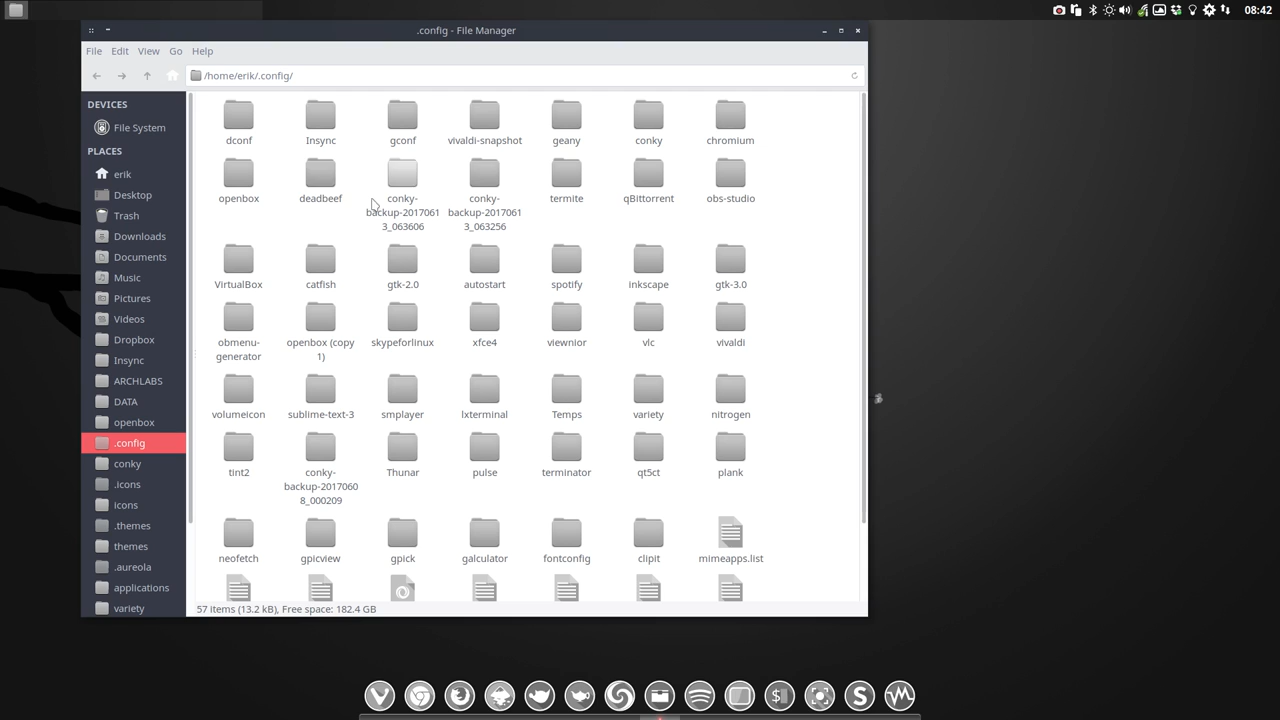 08:42
.config - File Manager
File Edit View Go Help
/home/erik/.config/
DEVICES
File System
PLACES
erik
Desktop
Trash
Downloads
Documents
Music
Pictures
Videos
Dropbox
Insync
ARCHLABS
DATA
openbox
.config
conky
.icons
icons
.themes
themes
.aureola
applications
variety
dconf Insync gconf vivaldi-snapshot geany conky chromium
openbox deadbeef conky- conky- termite qBittorrent obs-studio
backup-2017061 backup-2017061
3_063606 3_063256
VirtualBox catfish gtk-2.0 autostart spotify inkscape gtk-3.0
obmenu- openbox (copy skypeforlinux xfce4 viewnior vlc vivaldi
generator 1)
volumeicon sublime-text-3 smplayer lxterminal Temps variety nitrogen
tint2 conky- Thunar pulse terminator qt5ct plank
backup-2017060
8_000209
neofetch gpicview gpick galculator fontconfig clipit mimeapps.list
57 items (13.2 kB), Free space: 182.4 GB